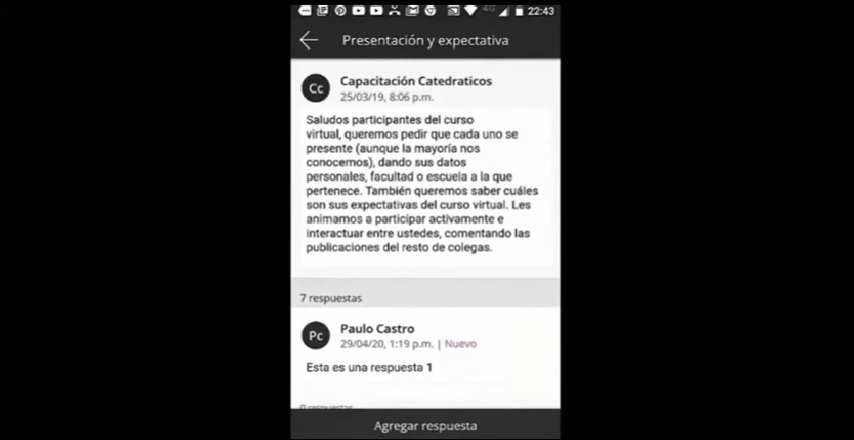 4G 22:43
Presentación y expectativa
Cc
Capacitación Catedraticos
25/03/19, 8:06 p.m.
Saludos participantes del curso
virtual, queremos pedir que cada uno se
presente (aunque la mayoría nos
conocemos), dando sus datos
personales, facultad o escuela a la que
pertenece. También queremos saber cuáles
son sus expectativas del curso virtual. Les
animamos a participar activamente e
interactuar entre ustedes, comentando las
publicaciones del resto de colegas.
7 respuestas
Pc
Paulo Castro
29/04/20, 1:19 p.m. | Nuevo
Esta es una respuesta 1
0 respuestas
Agregar respuesta